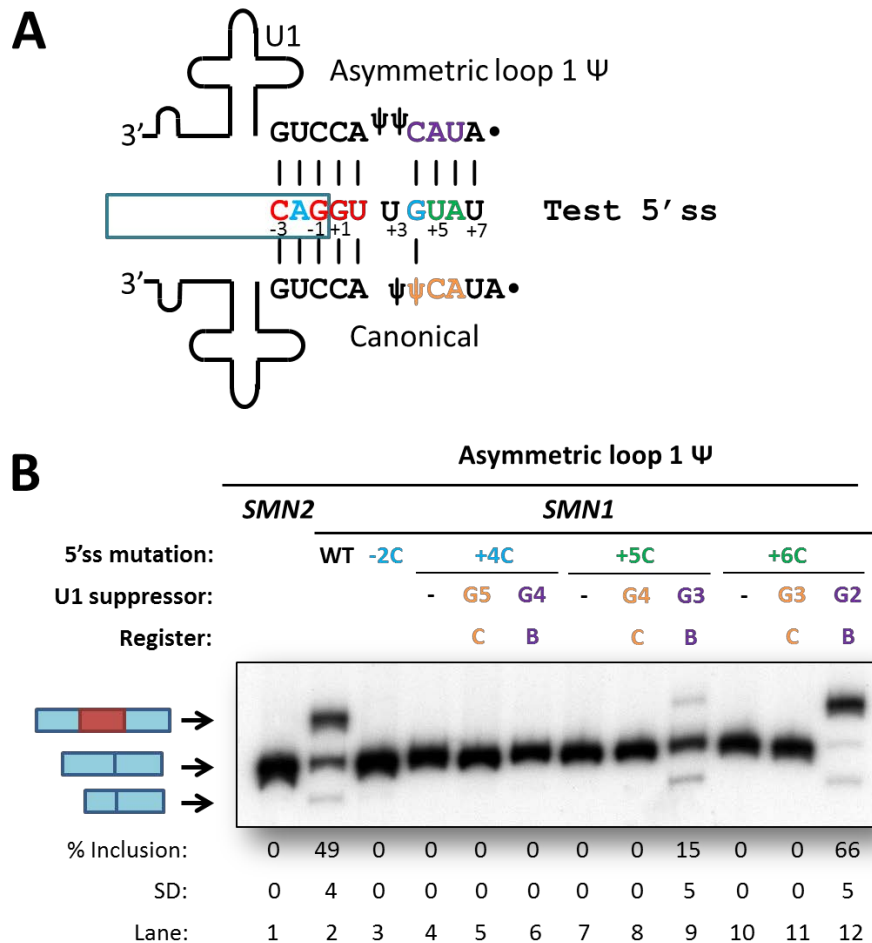 A
U1
Asymmetric loop 1 Ψ
3’ GUCCA ψψ CAUA•
CAGGU U GUAU Test 5’ss
-3 -1 +1 +3 +5 +7
3’ GUCCA ψψCAUA•
Canonical
B
Asymmetric loop 1 Ψ
SMN2 SMN1
5’ss mutation: WT -2C +4C +5C +6C
U1 suppressor: - G5 G4 - G4 G3 - G3 G2
Register: C B C B C B
% Inclusion: 0 49 0 0 0 0 0 0 15 0 0 66
SD: 0 4 0 0 0 0 0 0 5 0 0 5
Lane: 1 2 3 4 5 6 7 8 9 10 11 12